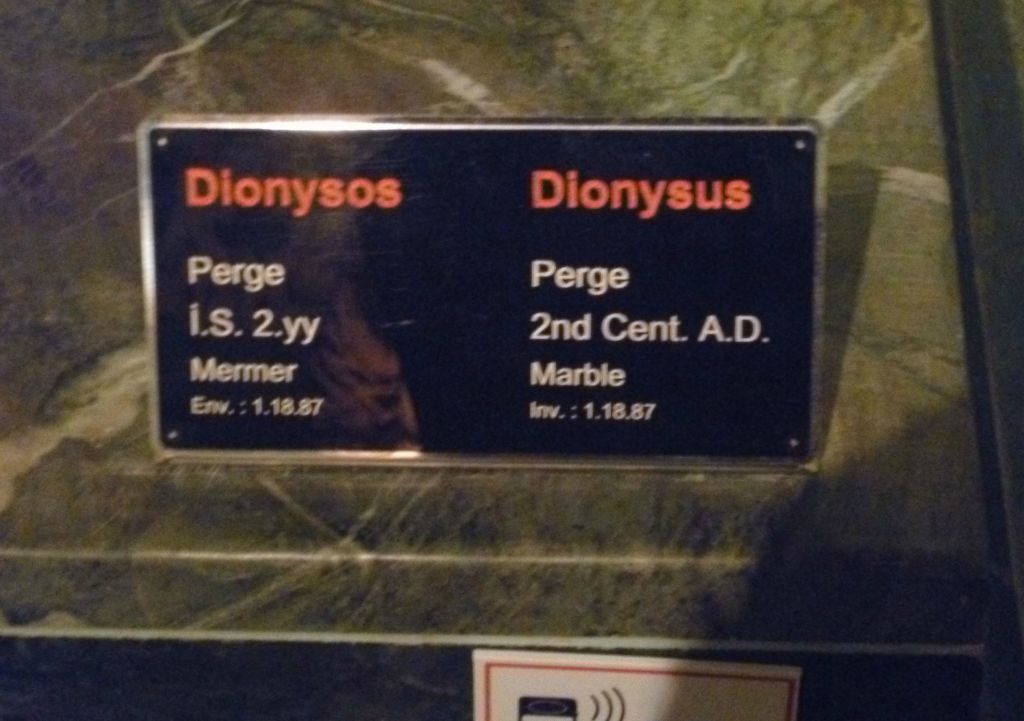 Dionysos
Perge
İ.S. 2.yy
Mermer
Env. : 1.18.87
Dionysus
Perge
2nd Cent. A.D.
Marble
Inv. : 1.18.87